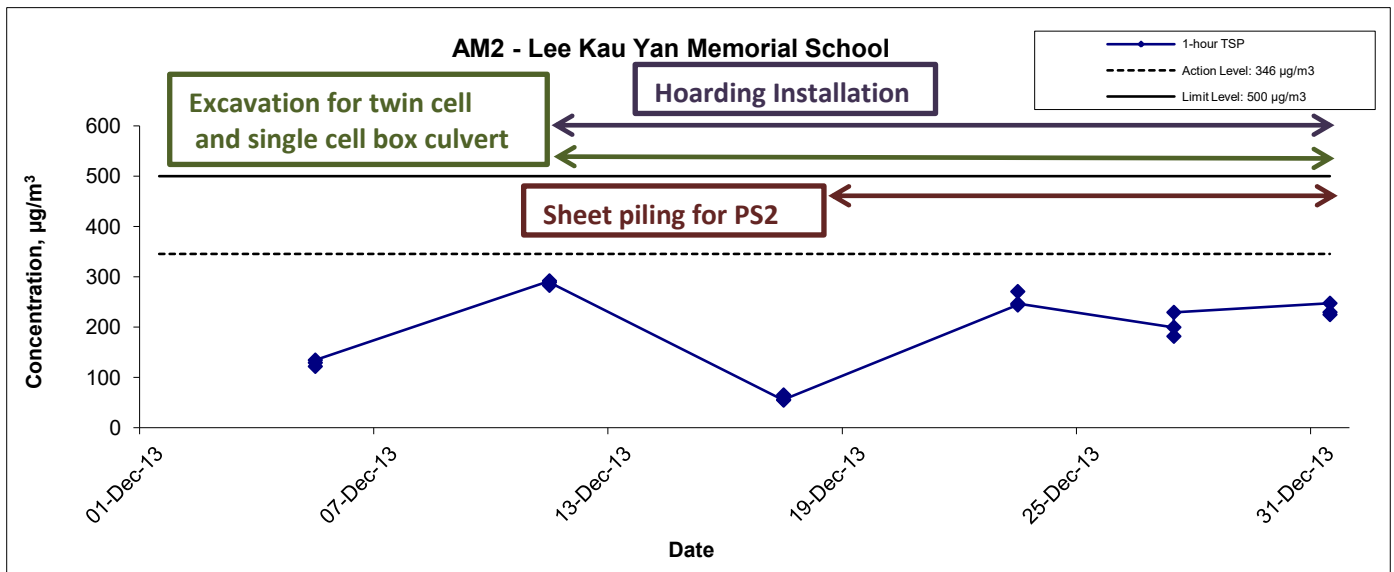 AM2 - Lee Kau Yan Memorial School
1-hour TSP
Action Level: 346 µg/m3
Limit Level: 500 µg/m3
Excavation for twin cell
and single cell box culvert
Hoarding Installation
Sheet piling for PS2
Concentration, µg/m³
600
500
400
300
200
100
0
01-Dec-13
07-Dec-13
13-Dec-13
19-Dec-13
25-Dec-13
31-Dec-13
Date